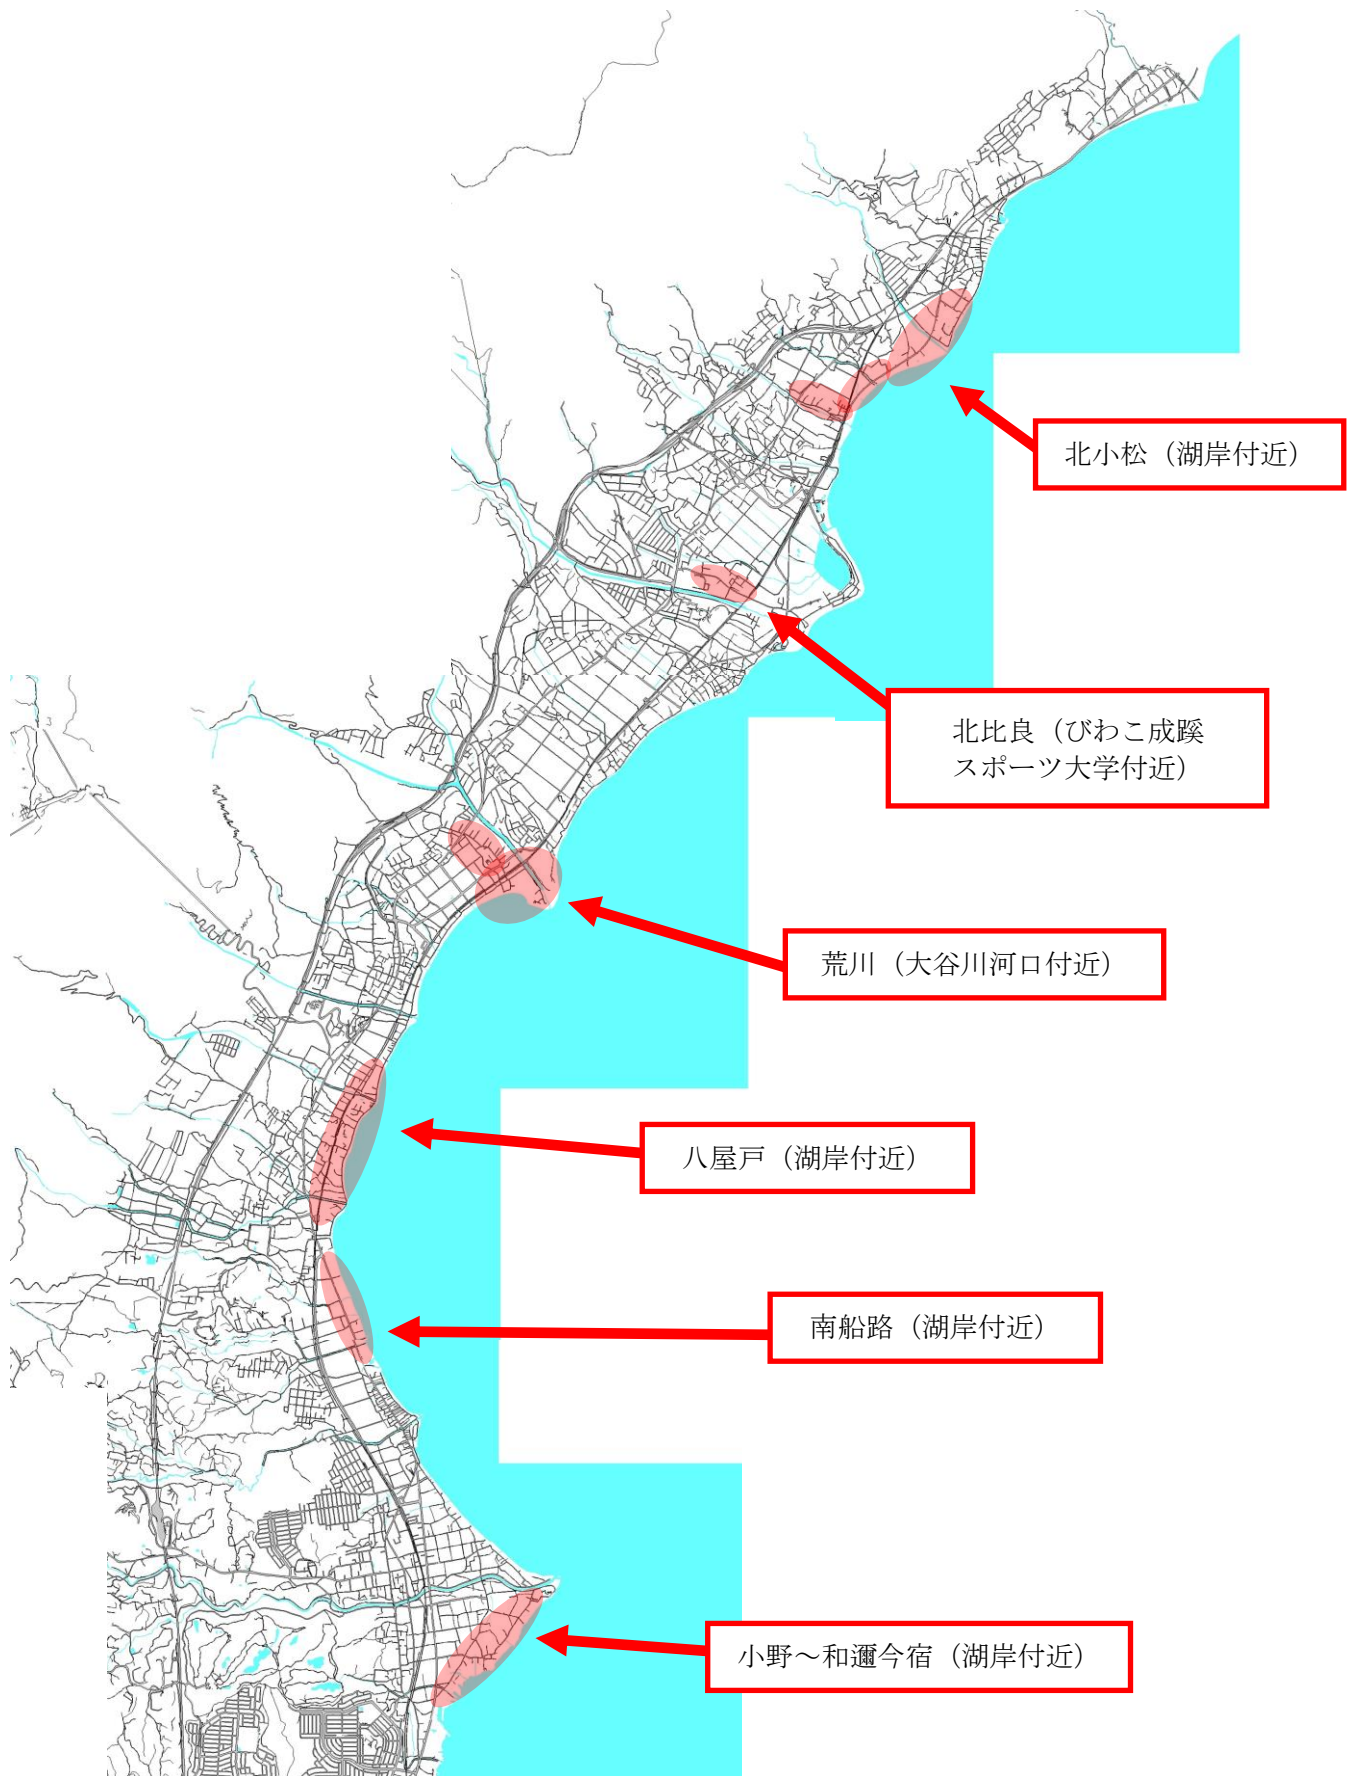 北小松（湖岸付近）
北比良（びわこ成蹊
スポーツ大学付近）
荒川（大谷川河口付近）
八屋戸（湖岸付近）
南船路（湖岸付近）
小野～和邇今宿（湖岸付近）